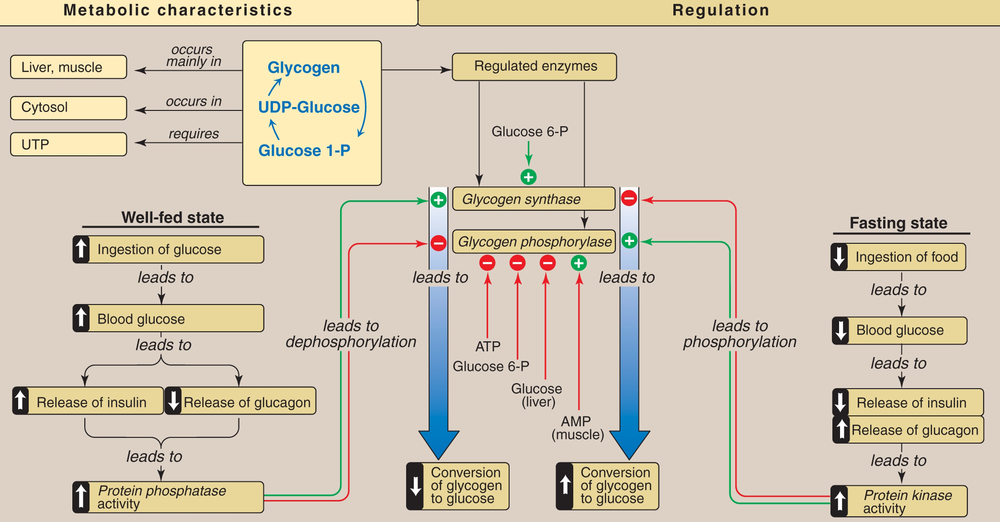 Metabolic characteristics
Regulation
occurs
mainly in
Liver, muscle
occurs in
Cytosol
requires
UTP
Glycogen
UDP-Glucose
Glucose 1-P
Regulated enzymes
Glucose 6-P
+
+
Glycogen synthase
−
−
Glycogen phosphorylase
+
−
−
−
+
leads to
leads to
ATP
Glucose 6-P
Glucose
(liver)
AMP
(muscle)
Well-fed state
Ingestion of glucose
leads to
Blood glucose
leads to
Release of insulin
Release of glucagon
leads to
Protein phosphatase
activity
leads to
dephosphorylation
Conversion
of glycogen
to glucose
Conversion
of glycogen
to glucose
leads to
phosphorylation
Fasting state
Ingestion of food
leads to
Blood glucose
leads to
Release of insulin
Release of glucagon
leads to
Protein kinase
activity